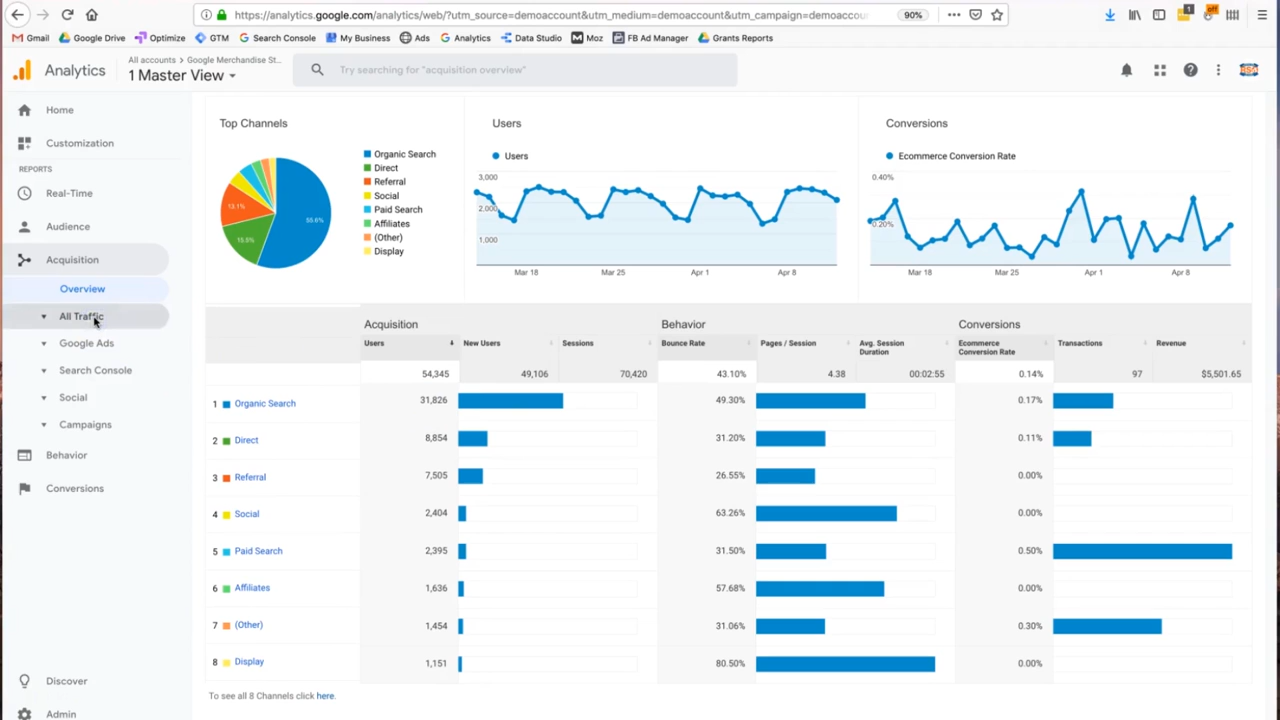 https://analytics.google.com/analytics/web/?utm_source=demoaccount&utm_medium=demoaccount&utm_campaign=demoaccou
90%
1
off
Gmail Google Drive Optimize GTM Search Console My Business Ads Analytics Data Studio Moz FB Ad Manager Grants Reports
Analytics
All accounts > Google Merchandise St...
1 Master View
Try searching for "acquisition overview"
Home
Customization
REPORTS
Real-Time
Audience
Acquisition
Overview
All Traffic
Google Ads
Search Console
Social
Campaigns
Behavior
Conversions
Discover
Admin
Top Channels
Organic Search
Direct
Referral
Social
Paid Search
Affiliates
(Other)
Display
55.6%
15.5%
13.1%
Users
Users
3,000
2,000
1,000
Mar 18 Mar 25 Apr 1 Apr 8
Conversions
Ecommerce Conversion Rate
0.40%
0.20%
Mar 18 Mar 25 Apr 1 Apr 8
Acquisition Behavior Conversions
Users New Users Sessions Bounce Rate Pages / Session Avg. Session Duration Ecommerce Conversion Rate Transactions Revenue
54,345 49,106 70,420 43.10% 4.38 00:02:55 0.14% 97 $5,501.65
1 Organic Search 31,826 49.30% 0.17%
2 Direct 8,854 31.20% 0.11%
3 Referral 7,505 26.55% 0.00%
4 Social 2,404 63.26% 0.00%
5 Paid Search 2,395 31.50% 0.50%
6 Affiliates 1,636 57.68% 0.00%
7 (Other) 1,454 31.06% 0.30%
8 Display 1,151 80.50% 0.00%
To see all 8 Channels click here.